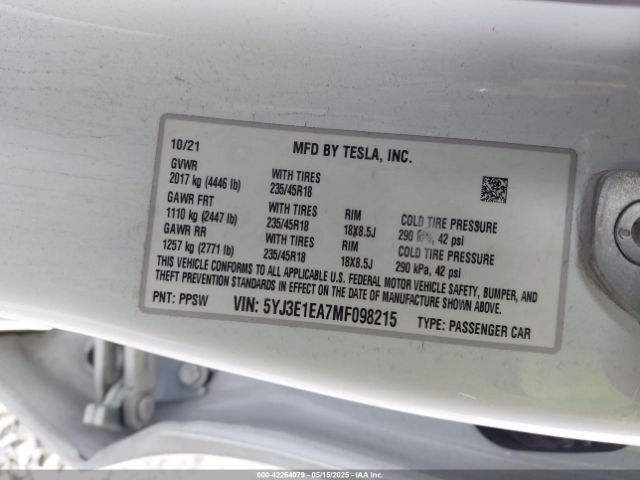 10/21
MFD BY TESLA, INC.
GVWR
2017 kg (4446 lb)
WITH TIRES
235/45R18
GAWR FRT
1110 kg (2447 lb)
WITH TIRES
235/45R18
RIM
18X8.5J
COLD TIRE PRESSURE
290 kPa, 42 psi
GAWR RR
1257 kg (2771 lb)
WITH TIRES
235/45R18
RIM
18X8.5J
COLD TIRE PRESSURE
290 kPa, 42 psi
THIS VEHICLE CONFORMS TO ALL APPLICABLE U.S. FEDERAL MOTOR VEHICLE SAFETY, BUMPER, AND
THEFT PREVENTION STANDARDS IN EFFECT ON THE DATE OF MANUFACTURE SHOWN ABOVE.
PNT: PPSW
VIN: 5YJ3E1EA7MF098215
TYPE: PASSENGER CAR
000-42264079 — 05/15/2025 — IAA, Inc.